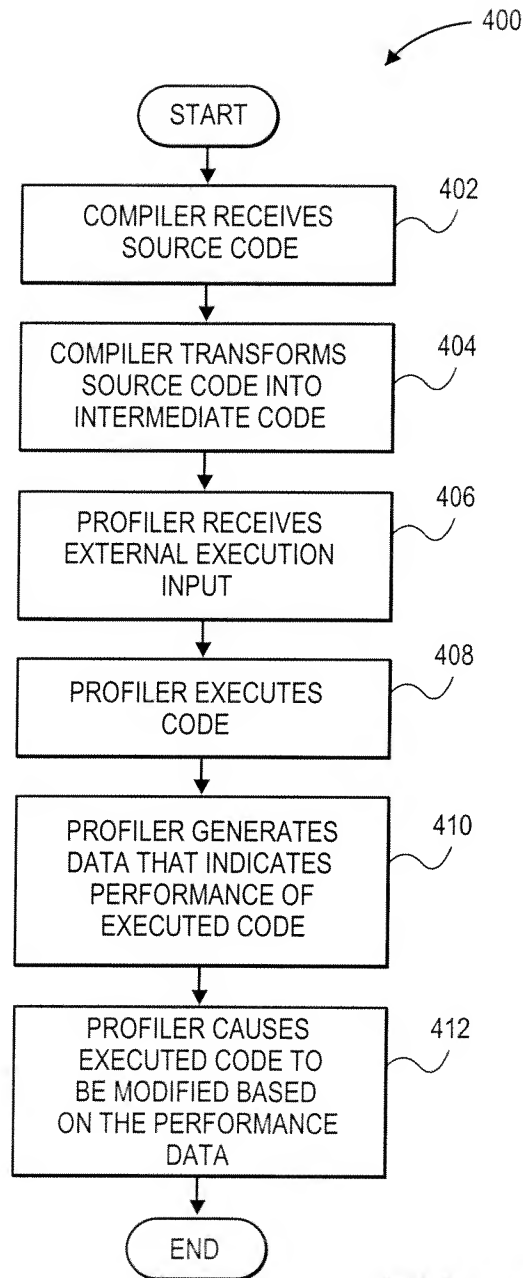 400
START
402
COMPILER RECEIVES
SOURCE CODE
404
COMPILER TRANSFORMS
SOURCE CODE INTO
INTERMEDIATE CODE
406
PROFILER RECEIVES
EXTERNAL EXECUTION
INPUT
408
PROFILER EXECUTES
CODE
410
PROFILER GENERATES
DATA THAT INDICATES
PERFORMANCE OF
EXECUTED CODE
412
PROFILER CAUSES
EXECUTED CODE TO
BE MODIFIED BASED
ON THE PERFORMANCE
DATA
END